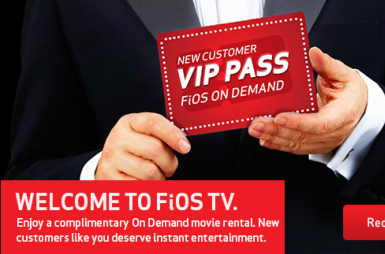 NEW CUSTOMER
VIP PASS
FiOS ON DEMAND
WELCOME TO FiOS TV.
Enjoy a complimentary On Demand movie rental. New
customers like you deserve instant entertainment.